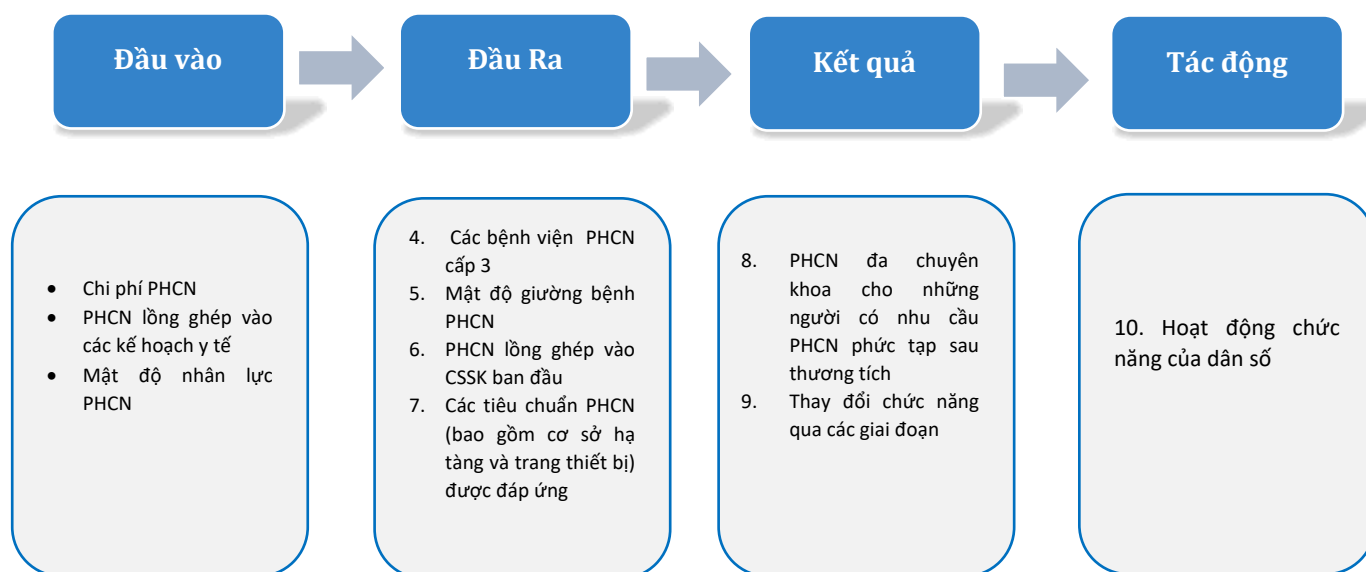 Đầu vào
Đầu Ra
Kết quả
Tác động
• Chi phí PHCN
• PHCN lồng ghép vào
các kế hoạch y tế
• Mật độ nhân lực
PHCN
4. Các bệnh viện PHCN
cấp 3
5. Mật độ giường bệnh
PHCN
6. PHCN lồng ghép vào
CSSK ban đầu
7. Các tiêu chuẩn PHCN
(bao gồm cơ sở hạ
tàng và trang thiết bị)
được đáp ứng
8. PHCN đa chuyên
khoa cho những
người có nhu cầu
PHCN phức tạp sau
thương tích
9. Thay đổi chức năng
qua các giai đoạn
10. Hoạt động chức
năng của dân số